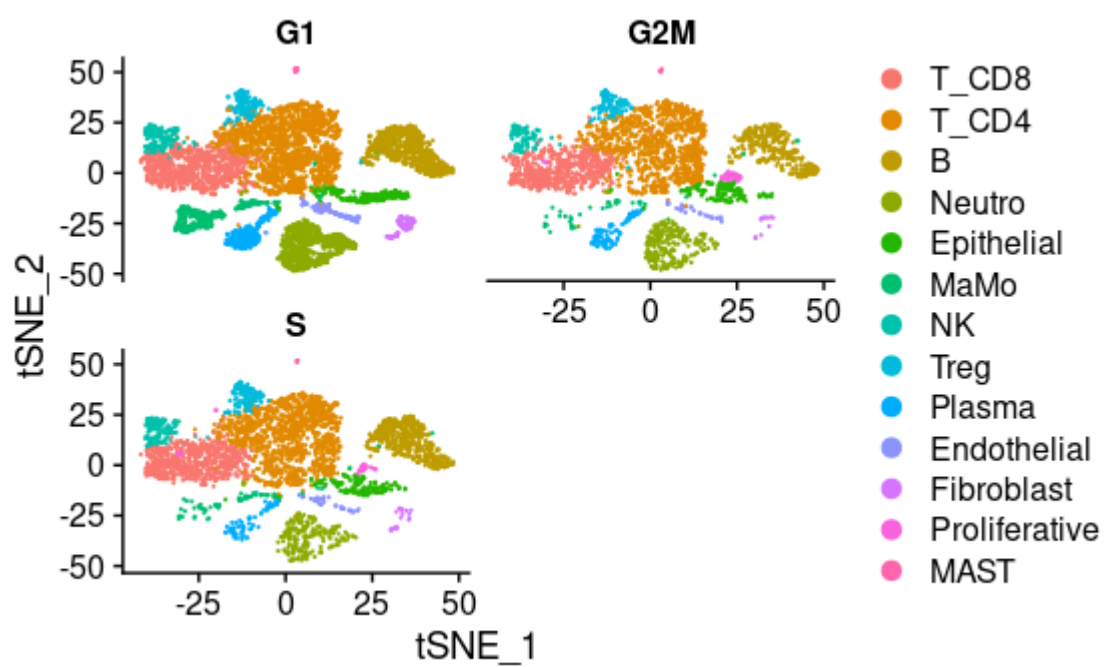 G1
G2M
50
25
0
-25
-50
-25 0 25 50
S
50
25
0
-25
-50
-25 0 25 50
tSNE_1
tSNE_2
T_CD8
T_CD4
B
Neutro
Epithelial
MaMo
NK
Treg
Plasma
Endothelial
Fibroblast
Proliferative
MAST